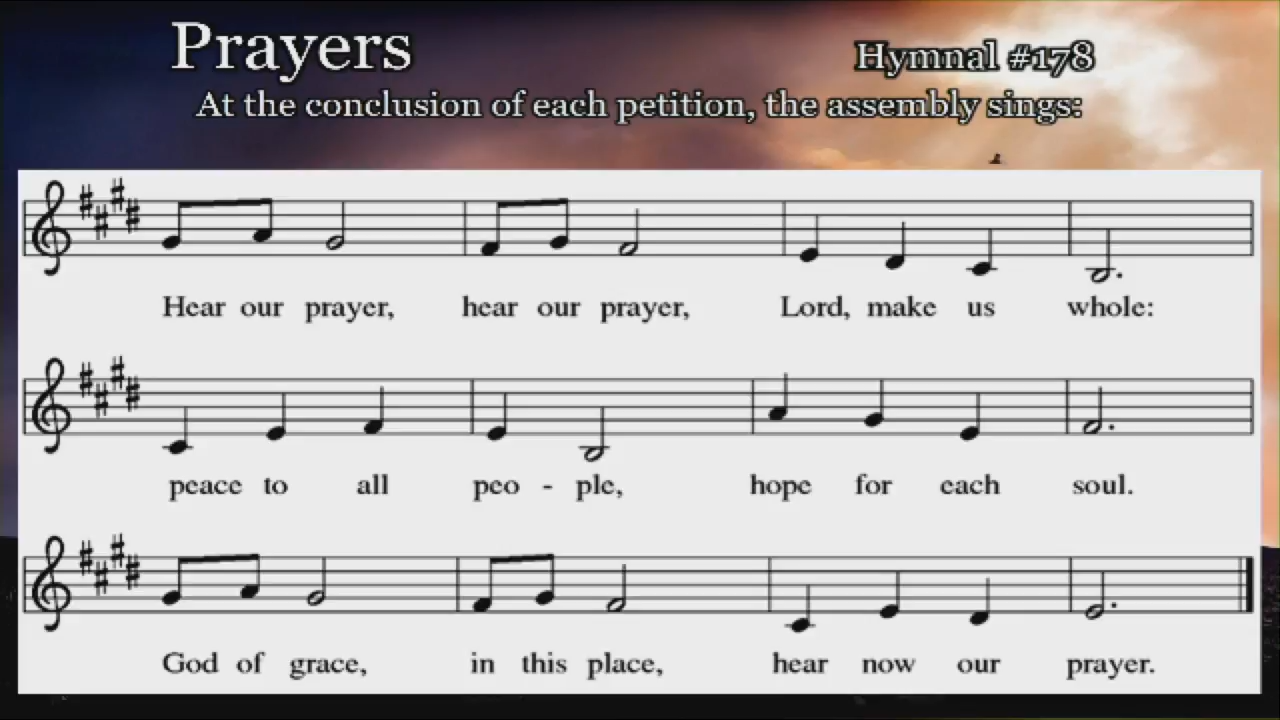 Prayers
Hymnal #178
At the conclusion of each petition, the assembly sings:
Hear our prayer, hear our prayer, Lord, make us whole:
peace to all peo - ple, hope for each soul.
God of grace, in this place, hear now our prayer.